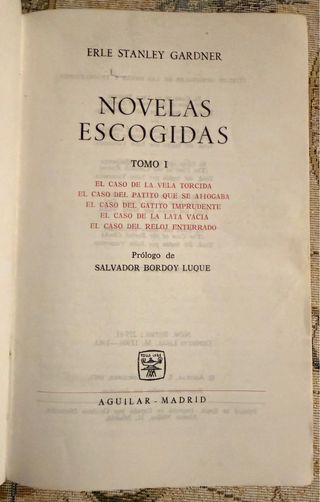 ERLE STANLEY GARDNER
NOVELAS
ESCOGIDAS
TOMO I
EL CASO DE LA VELA TORCIDA
EL CASO DEL PATITO QUE SE AHOGABA
EL CASO DEL GATITO IMPRUDENTE
EL CASO DE LA LATA VACIA
EL CASO DEL RELOJ ENTERRADO
Prólogo de
SALVADOR BORDOY LUQUE
AGUILAR - MADRID